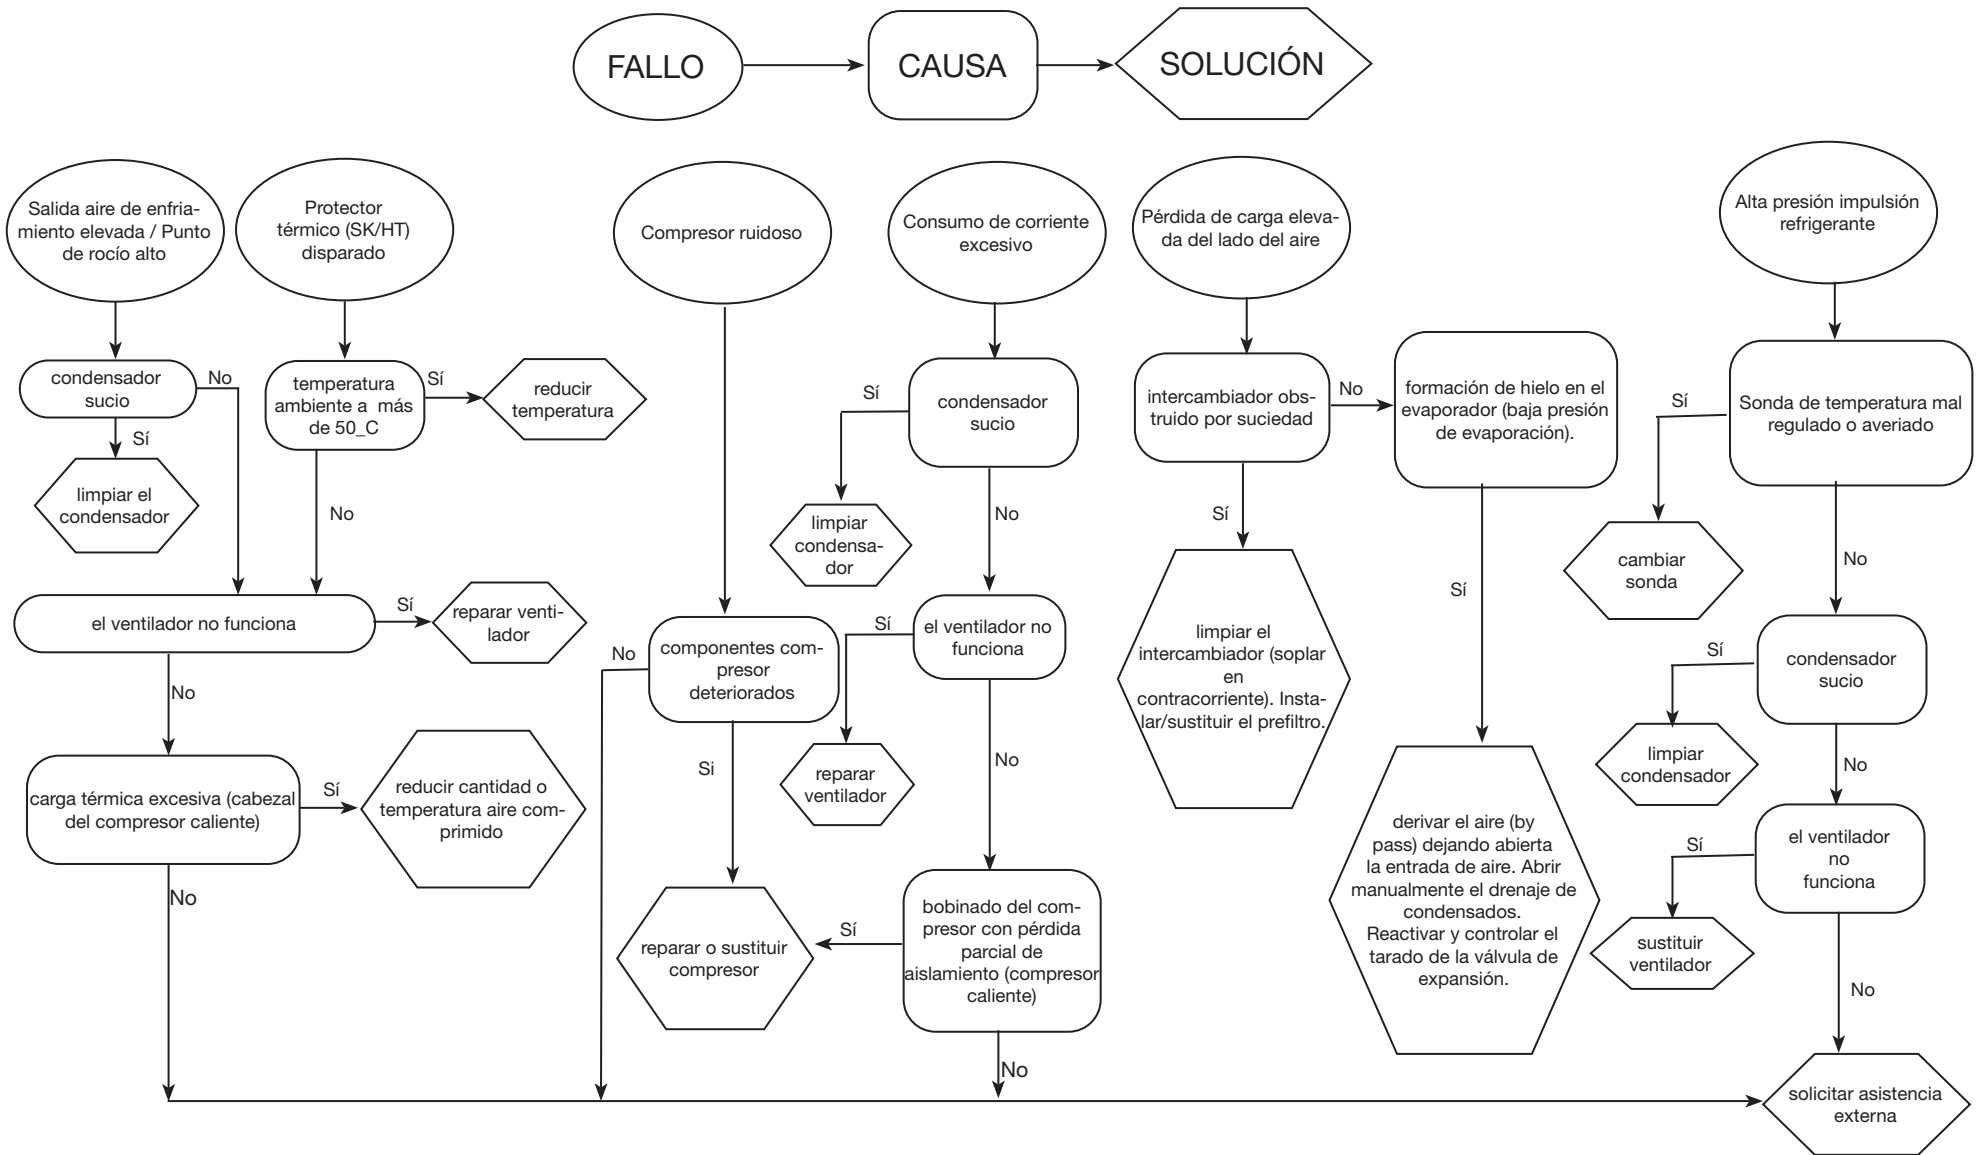 FALLO
CAUSA
SOLUCIÓN
Salida aire de enfria-
miento elevada / Punto
de rocío alto
Protector
térmico (SK/HT)
disparado
Compresor ruidoso
Consumo de corriente
excesivo
Pérdida de carga eleva-
da del lado del aire
Alta presión impulsión
refrigerante
condensador
sucio
No
Sí
limpiar el
condensador
temperatura
ambiente a más
de 50_C
Sí
reducir
temperatura
No
el ventilador no funciona
Sí
reparar venti-
lador
No
carga térmica excesiva (cabezal
del compresor caliente)
Sí
reducir cantidad o
temperatura aire com-
primido
No
componentes com-
presor
deteriorados
No
Si
reparar o sustituir
compresor
condensador
sucio
Sí
limpiar
condensa-
dor
No
el ventilador no
funciona
Sí
reparar
ventilador
No
bobinado del com-
presor con pérdida
parcial de
aislamiento (compresor
caliente)
Sí
No
intercambiador obs-
truido por suciedad
No
Sí
limpiar el
intercambiador (soplar
en
contracorriente). Insta-
lar/sustituir el prefiltro.
formación de hielo en el
evaporador (baja presión
de evaporación).
Sí
derivar el aire (by
pass) dejando abierta
la entrada de aire. Abrir
manualmente el drenaje de
condensados.
Reactivar y controlar el
tarado de la válvula de
expansión.
Sonda de temperatura mal
regulado o averiado
Sí
cambiar
sonda
No
condensador
sucio
Sí
limpiar
condensador
No
el ventilador
no
funciona
Sí
sustituir
ventilador
No
solicitar asistencia
externa